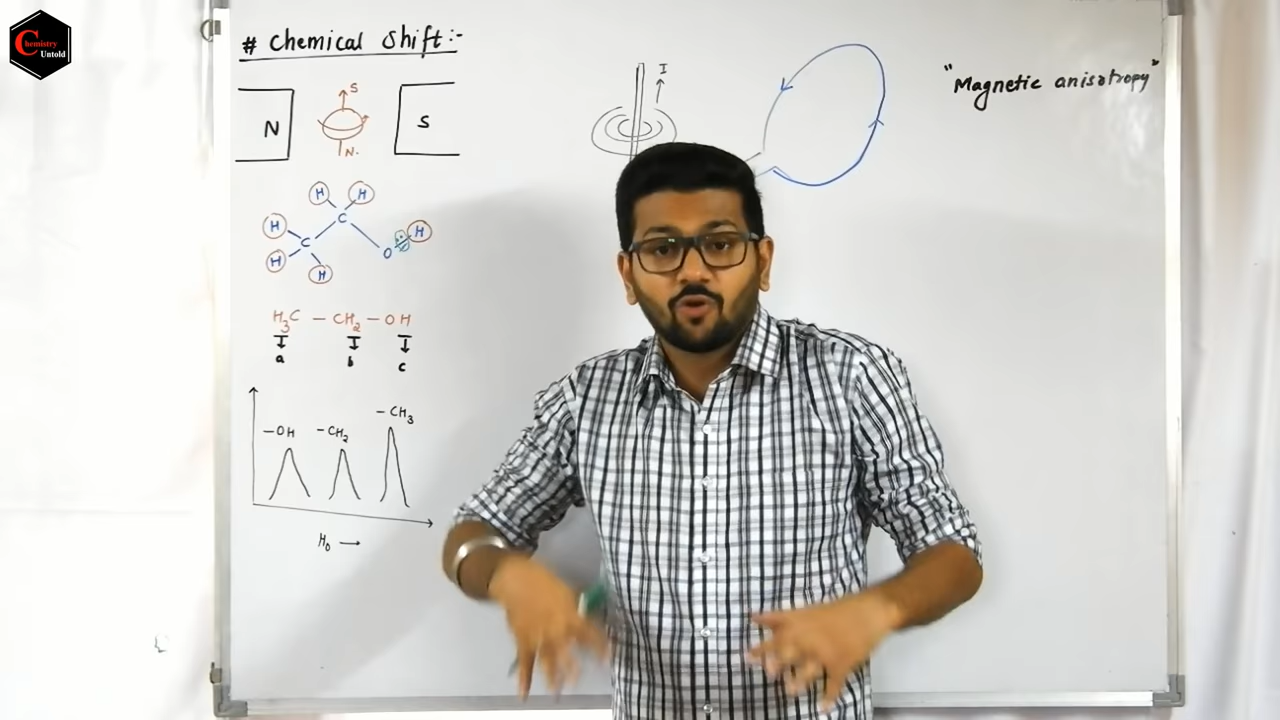 Chemistry
Untold
# Chemical Shift:-
"Magnetic anisotropy"
I
S
N
S
N.
H H
H
C
C
H
H
O
H
H
H₃C — CH₂ — OH
a b c
—OH
—CH₂
—CH₃
H₀ →